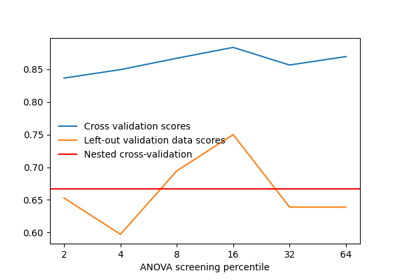 0.85
0.80
0.75
0.70
0.65
0.60
Cross validation scores
Left-out validation data scores
Nested cross-validation
2 4 8 16 32 64
ANOVA screening percentile